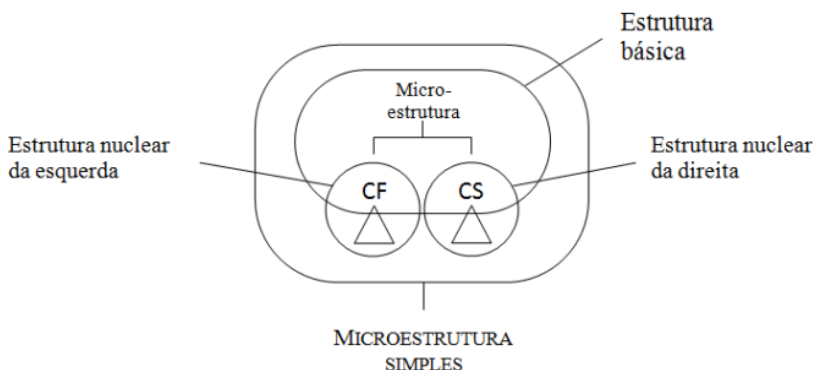 Estrutura
básica
Micro-
estrutura
Estrutura nuclear
da esquerda
Estrutura nuclear
da direita
CF
CS
MICROESTRUTURA
SIMPLES